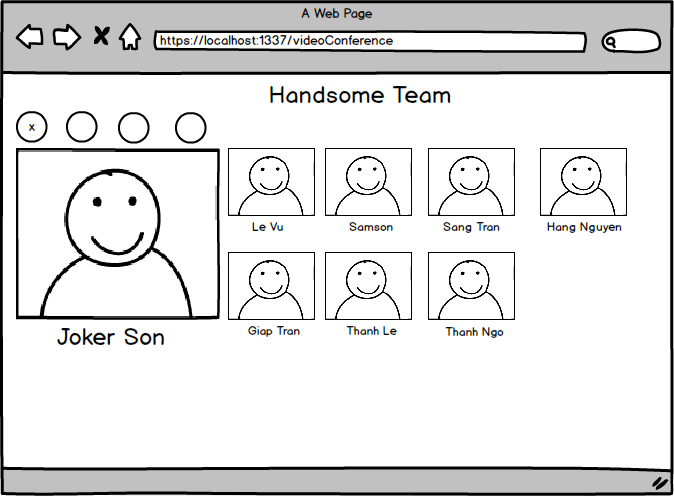 A Web Page
https://localhost:1337/videoConference
Handsome Team
x
Le Vu
Samson
Sang Tran
Hang Nguyen
Giap Tran
Thanh Le
Thanh Ngo
Joker Son